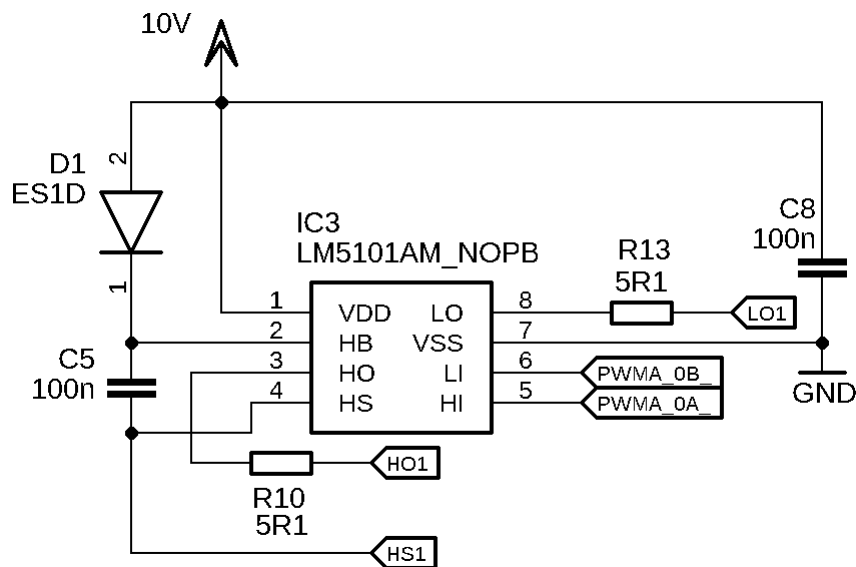 10V
2
D1
ES1D
1
C5
100n
IC3
LM5101AM_NOPB
1
2
3
4
VDD
HB
HO
HS
LO
VSS
LI
HI
8
7
6
5
R13
5R1
LO1
C8
100n
PWMA_0B_
PWMA_0A_
GND
HO1
R10
5R1
HS1